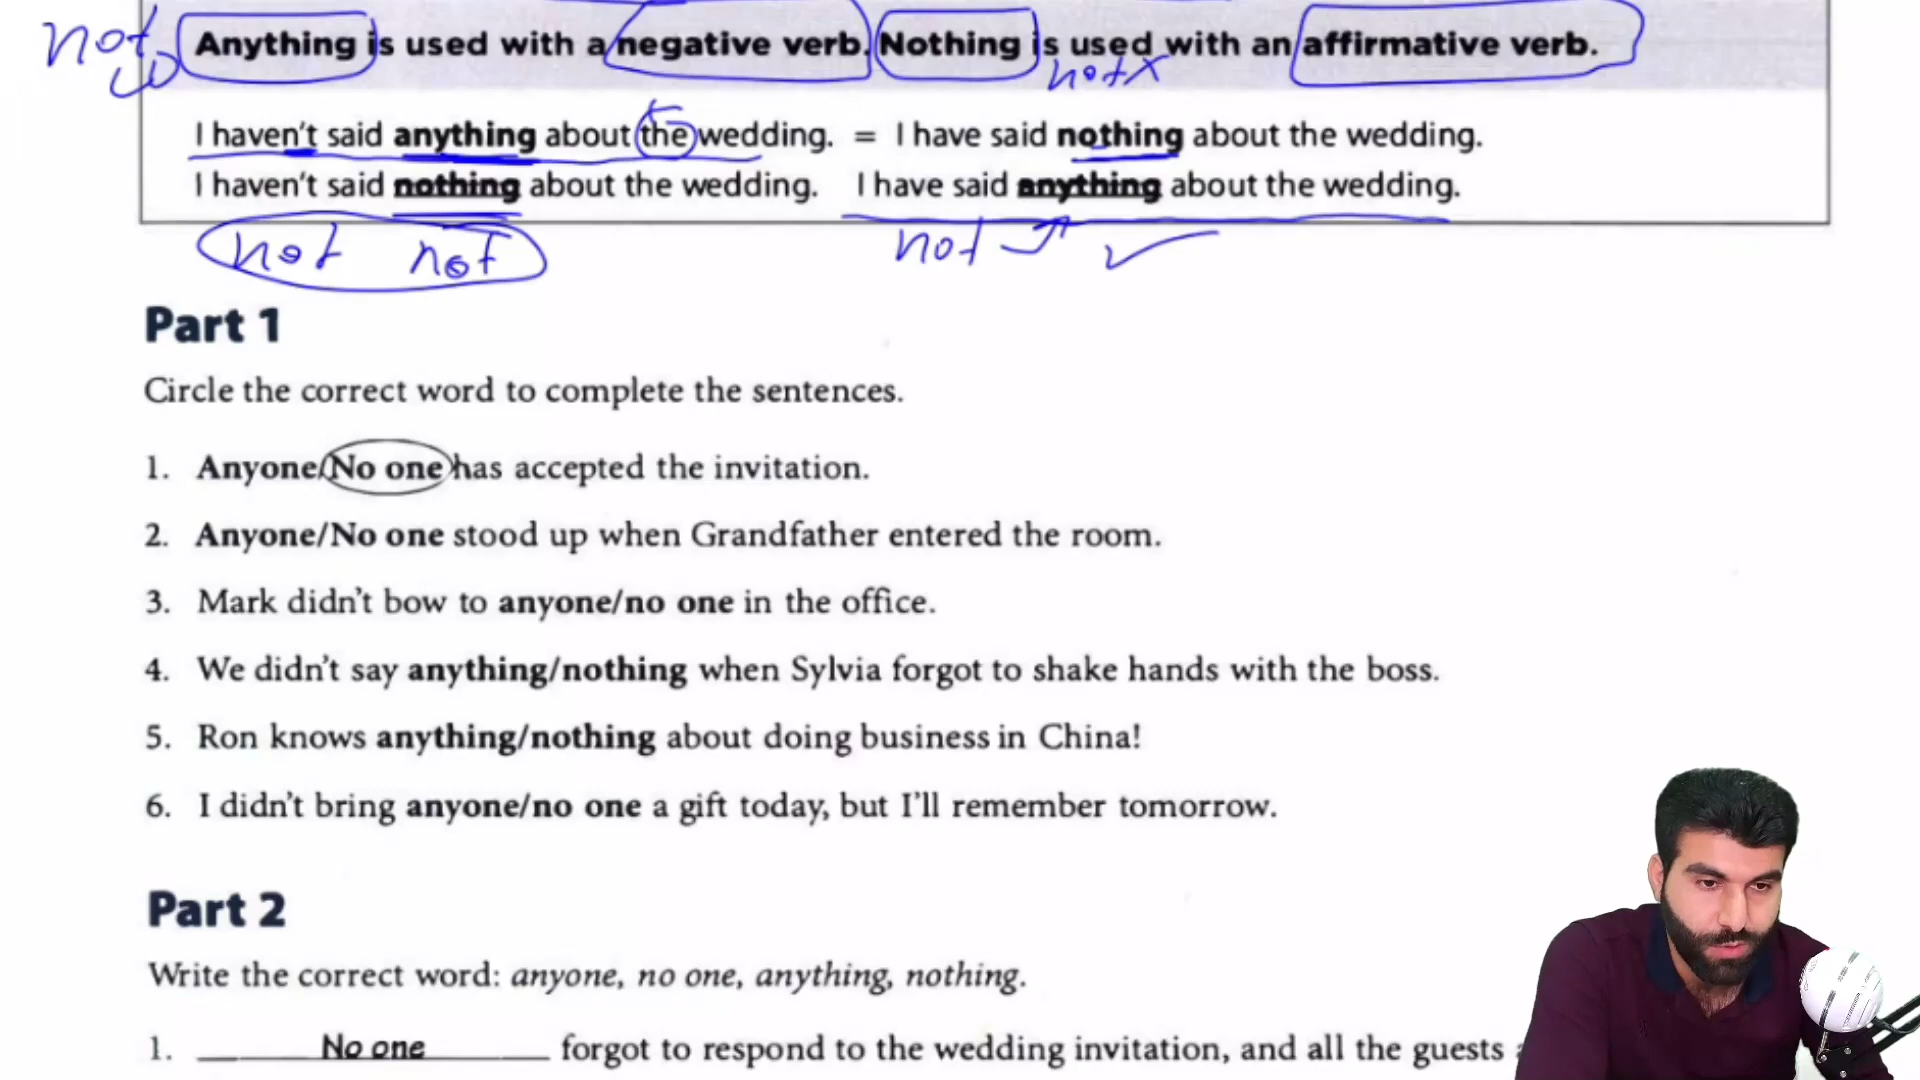 not Anything is used with a negative verb. Nothing is used with an affirmative verb.
not x
I haven't said anything about the wedding. = I have said nothing about the wedding.
I haven't said nothing about the wedding. I have said anything about the wedding.
not not not
Part 1
Circle the correct word to complete the sentences.
1. Anyone/No one has accepted the invitation.
2. Anyone/No one stood up when Grandfather entered the room.
3. Mark didn't bow to anyone/no one in the office.
4. We didn't say anything/nothing when Sylvia forgot to shake hands with the boss.
5. Ron knows anything/nothing about doing business in China!
6. I didn't bring anyone/no one a gift today, but I'll remember tomorrow.
Part 2
Write the correct word: anyone, no one, anything, nothing.
1. No one forgot to respond to the wedding invitation, and all the guests